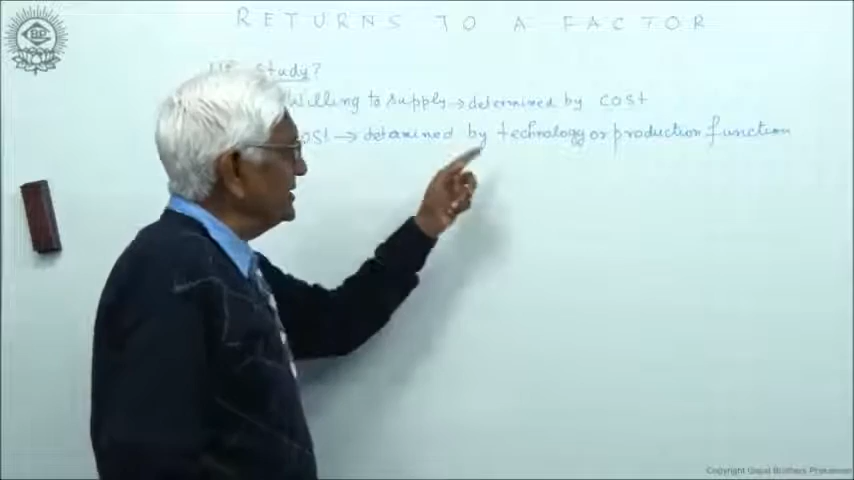 RETURNS TO A FACTOR
study?
Willing to supply → determined by cost
cost → detamined by technology or production function
Copyright Goyal Brothers Prakashan